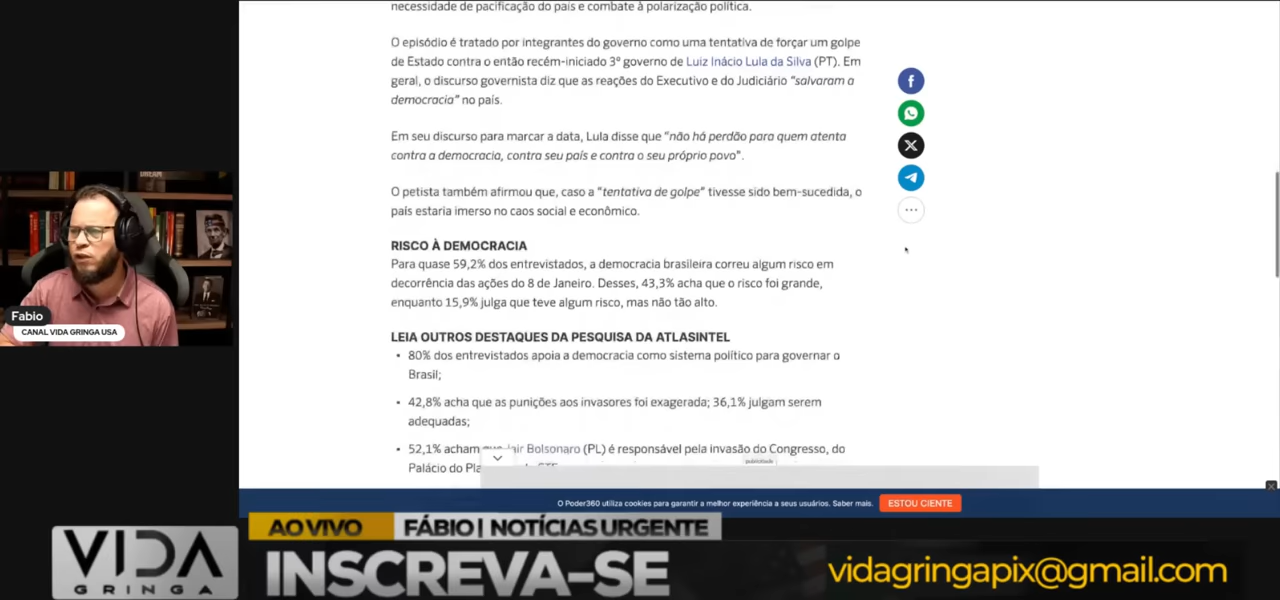 necessidade de pacificação do país e combate à polarização política.
O episódio é tratado por integrantes do governo como uma tentativa de forçar um golpe
de Estado contra o então recém-iniciado 3º governo de Luiz Inácio Lula da Silva (PT). Em
geral, o discurso governista diz que as reações do Executivo e do Judiciário “salvaram a
democracia” no país.
Em seu discurso para marcar a data, Lula disse que “não há perdão para quem atenta
contra a democracia, contra seu país e contra o seu próprio povo”.
O petista também afirmou que, caso a “tentativa de golpe” tivesse sido bem-sucedida, o
país estaria imerso no caos social e econômico.
RISCO À DEMOCRACIA
Para quase 59,2% dos entrevistados, a democracia brasileira correu algum risco em
decorrência das ações do 8 de Janeiro. Desses, 43,3% acha que o risco foi grande,
enquanto 15,9% julga que teve algum risco, mas não tão alto.
LEIA OUTROS DESTAQUES DA PESQUISA DA ATLASINTEL
• 80% dos entrevistados apoia a democracia como sistema político para governar o
Brasil;
• 42,8% acha que as punições aos invasores foi exagerada; 36,1% julgam serem
adequadas;
• 52,1% acham Jair Bolsonaro (PL) é responsável pela invasão do Congresso, do
Palácio do
publicidade
O Poder360 utiliza cookies para garantir a melhor experiência a seus usuários. Saber mais.
ESTOU CIENTE
DREAM
Fabio
CANAL VIDA GRINGA USA
AO VIVO
FÁBIO | NOTÍCIAS URGENTE
VIDA
GRINGA
INSCREVA-SE
vidagringapix@gmail.com